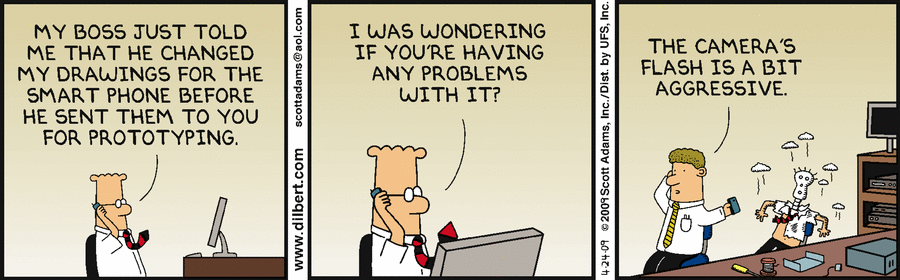 MY BOSS JUST TOLD
ME THAT HE CHANGED
MY DRAWINGS FOR THE
SMART PHONE BEFORE
HE SENT THEM TO YOU
FOR PROTOTYPING.
www.dilbert.com
scottadams@aol.com
I WAS WONDERING
IF YOU'RE HAVING
ANY PROBLEMS
WITH IT?
4-24-09 ©2009 Scott Adams, Inc./Dist. by UFS, Inc.
THE CAMERA'S
FLASH IS A BIT
AGGRESSIVE.